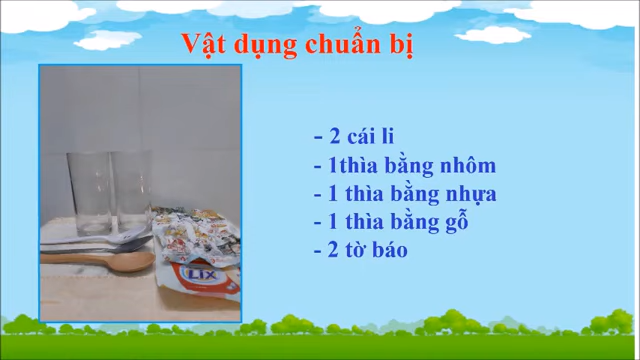 Vật dụng chuẩn bị
- 2 cái li
- 1thìa bằng nhôm
- 1 thìa bằng nhựa
- 1 thìa bằng gỗ
- 2 tờ báo
LIX